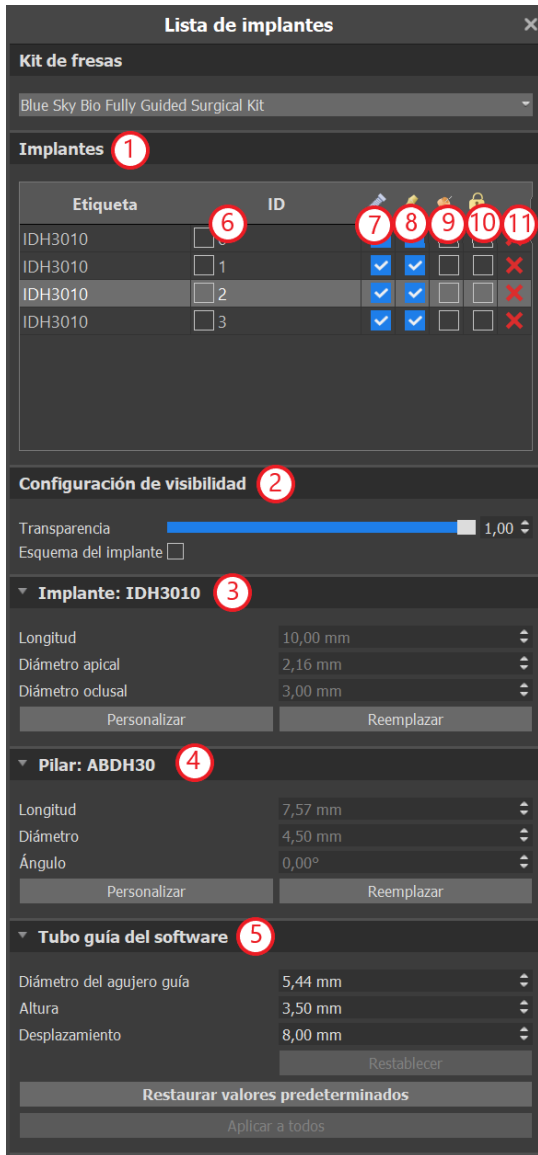 Lista de implantes
Kit de fresas
Blue Sky Bio Fully Guided Surgical Kit
Implantes 1
Etiqueta ID
6 7 8 9 10 11
IDH3010
IDH3010 1
IDH3010 2
IDH3010 3
Configuración de visibilidad 2
Transparencia 1,00
Esquema del implante
Implante: IDH3010 3
Longitud 10,00 mm
Diámetro apical 2,16 mm
Diámetro oclusal 3,00 mm
Personalizar Reemplazar
Pilar: ABDH30 4
Longitud 7,57 mm
Diámetro 4,50 mm
Ángulo 0,00°
Personalizar Reemplazar
Tubo guía del software 5
Diámetro del agujero guía 5,44 mm
Altura 3,50 mm
Desplazamiento 8,00 mm
Restablecer
Restaurar valores predeterminados
Aplicar a todos